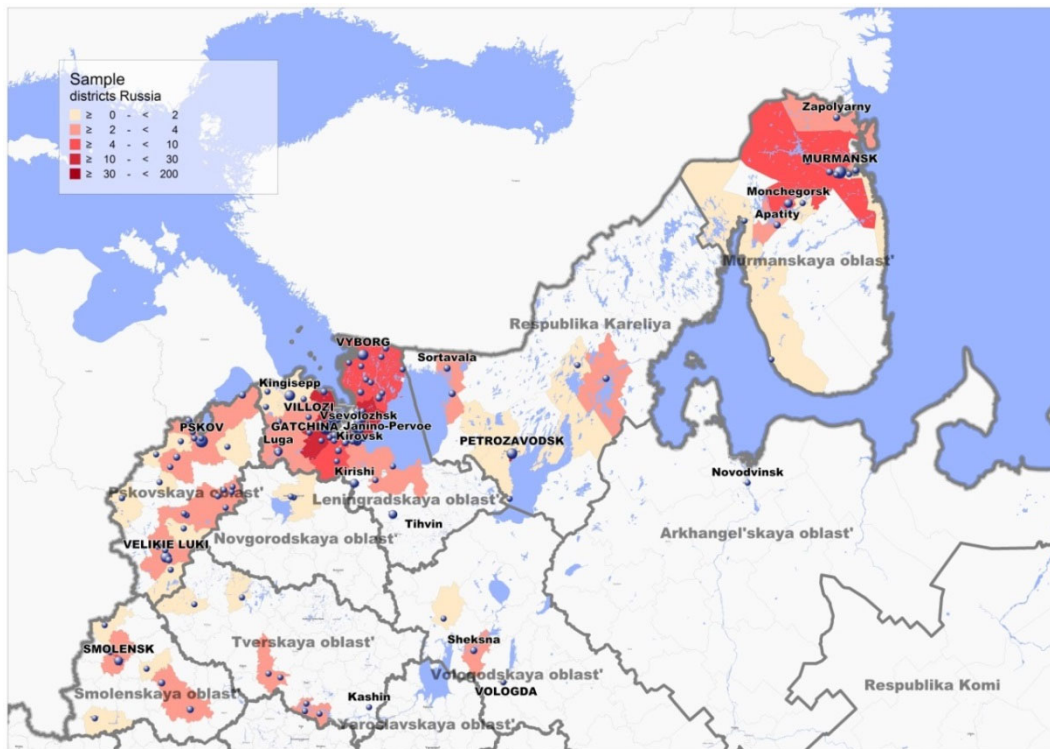 Sample
districts Russia
≥ 0 - < 2
≥ 2 - < 4
≥ 4 - < 10
≥ 10 - < 30
≥ 30 - < 200
Zapolyarny
MURMANSK
Monchegorsk
Apatity
Murmanskaya oblast'
Respublika Kareliya
VYBORG
Sortavala
Kingisepp
VILLOZI
Vsevolozhsk
PSKOV
GATCHINA Janino-Pervoe
Luga
Kirovsk
PETROZAVODSK
Kirishi
Novodvinsk
Pskovskaya oblast'
Leningradskaya oblast'
Tihvin
Arkhangel'skaya oblast'
Novgorodskaya oblast'
VELIKIE LUKI
Tverskaya oblast'
Sheksna
SMOLENSK
Vologodskaya oblast'
Respublika Komi
Smolenskaya oblast'
VOLOGDA
Kashin
Yaroslavskaya oblast'